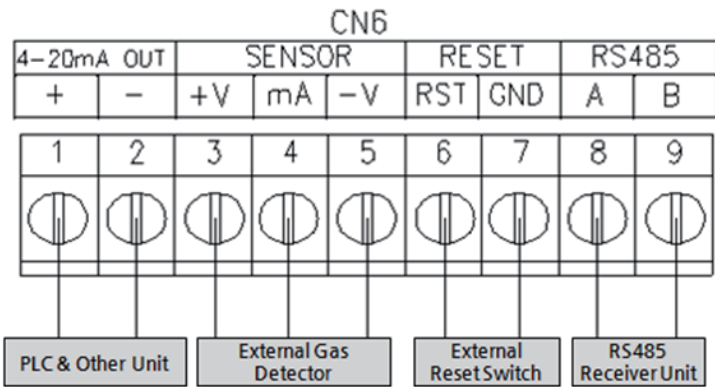 CN6
4-20mA OUT SENSOR RESET RS485
+ - +V mA -V RST GND A B
1 2 3 4 5 6 7 8 9
PLC & Other Unit
External Gas
Detector
External
Reset Switch
RS485
Receiver Unit